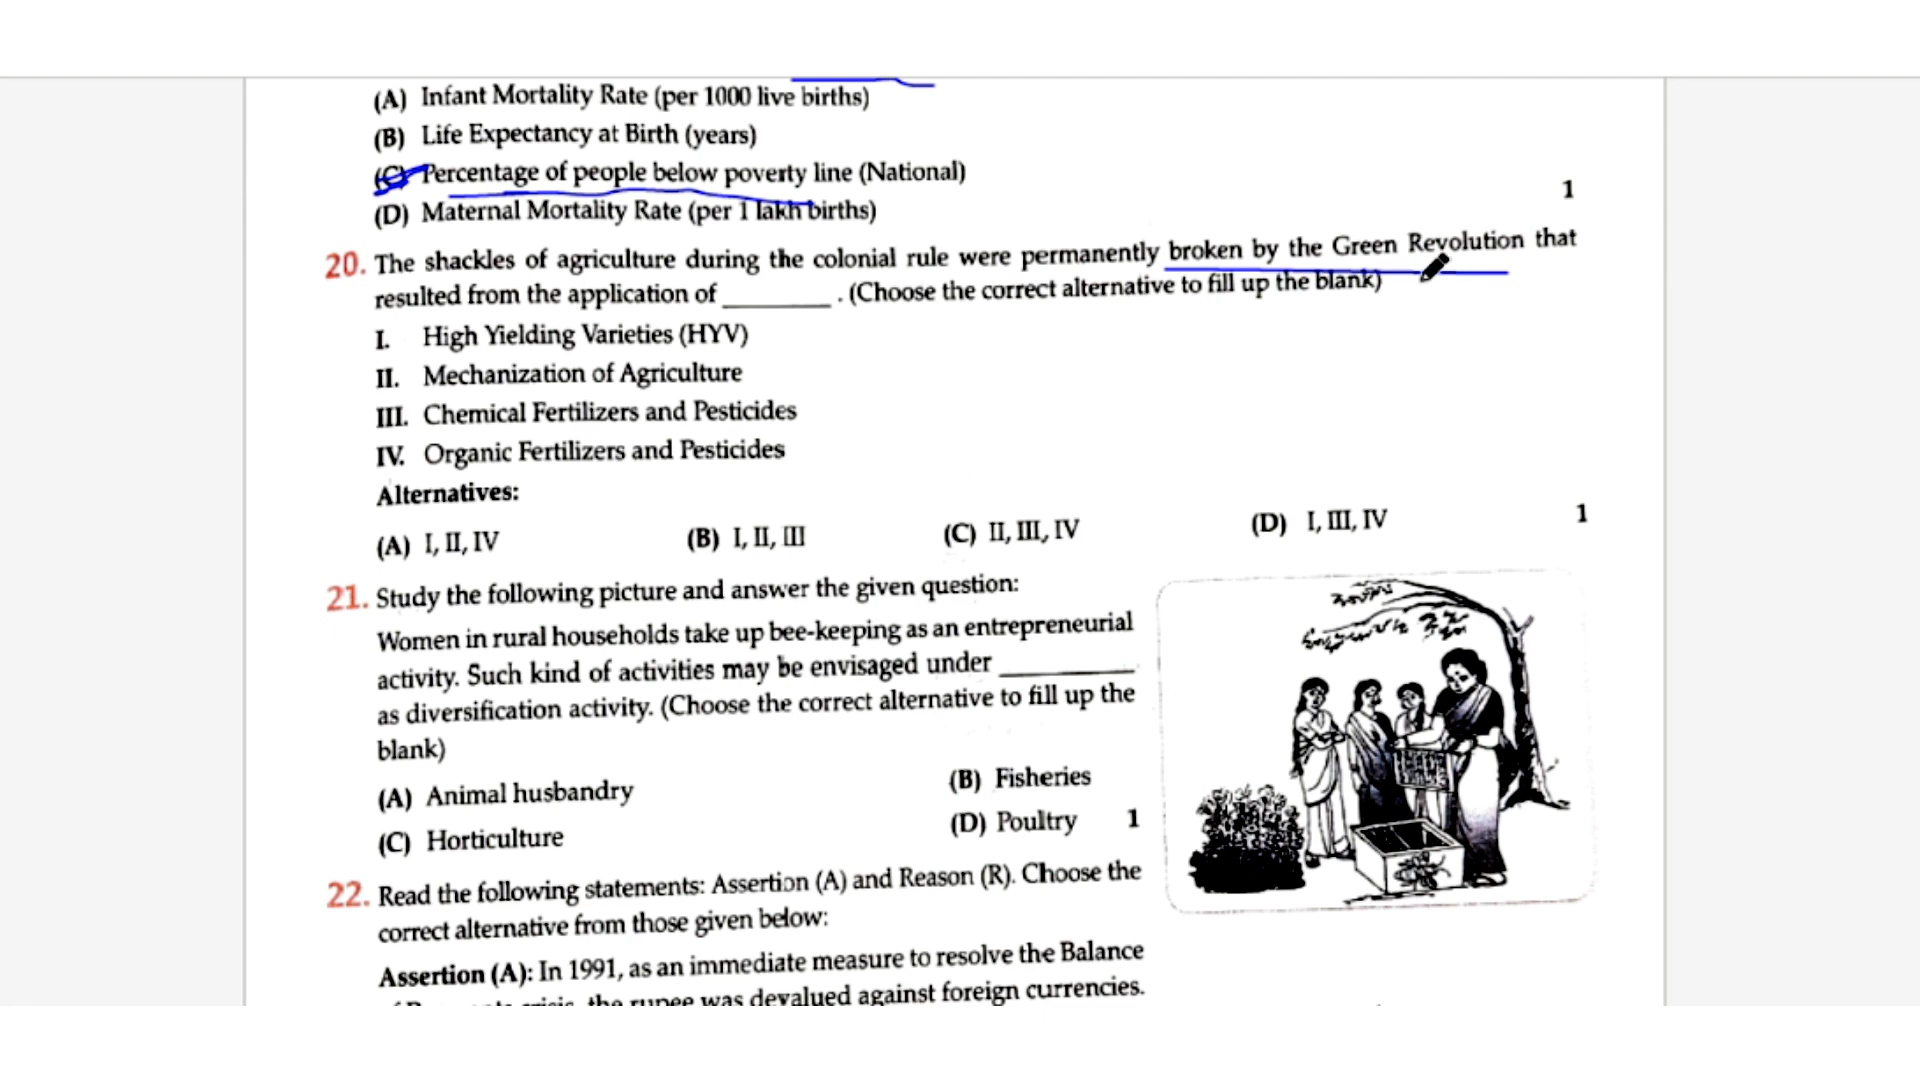 (A) Infant Mortality Rate (per 1000 live births)
(B) Life Expectancy at Birth (years)
(C) Percentage of people below poverty line (National)
(D) Maternal Mortality Rate (per 1 lakh births) 1
20. The shackles of agriculture during the colonial rule were permanently broken by the Green Revolution that
resulted from the application of ________ . (Choose the correct alternative to fill up the blank)
I. High Yielding Varieties (HYV)
II. Mechanization of Agriculture
III. Chemical Fertilizers and Pesticides
IV. Organic Fertilizers and Pesticides
Alternatives:
(A) I, II, IV (B) I, II, III (C) II, III, IV (D) I, III, IV 1
21. Study the following picture and answer the given question:
Women in rural households take up bee-keeping as an entrepreneurial
activity. Such kind of activities may be envisaged under __________
as diversification activity. (Choose the correct alternative to fill up the
blank)
(A) Animal husbandry (B) Fisheries
(C) Horticulture (D) Poultry 1
22. Read the following statements: Assertion (A) and Reason (R). Choose the
correct alternative from those given below:
Assertion (A): In 1991, as an immediate measure to resolve the Balance
the rupee was devalued against foreign currencies.